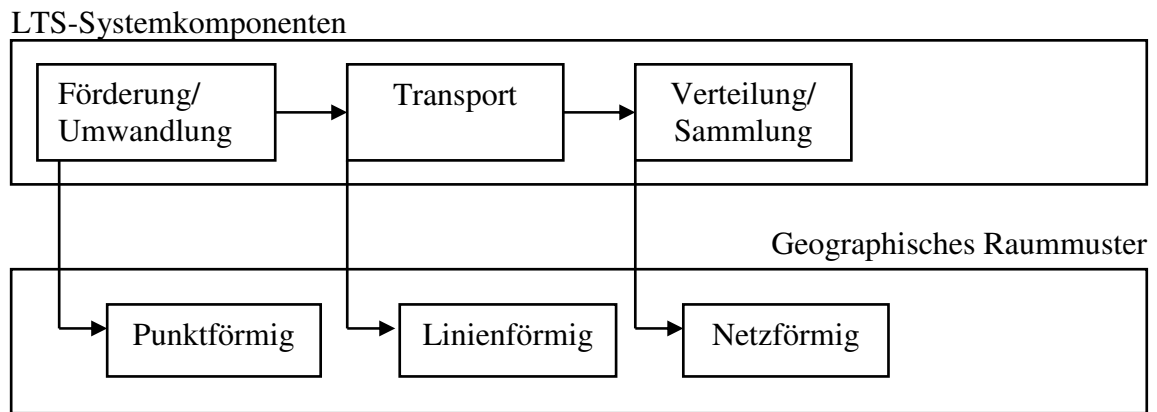 LTS-Systemkomponenten
Förderung/
Umwandlung
Transport
Verteilung/
Sammlung
Geographisches Raummuster
Punktförmig
Linienförmig
Netzförmig